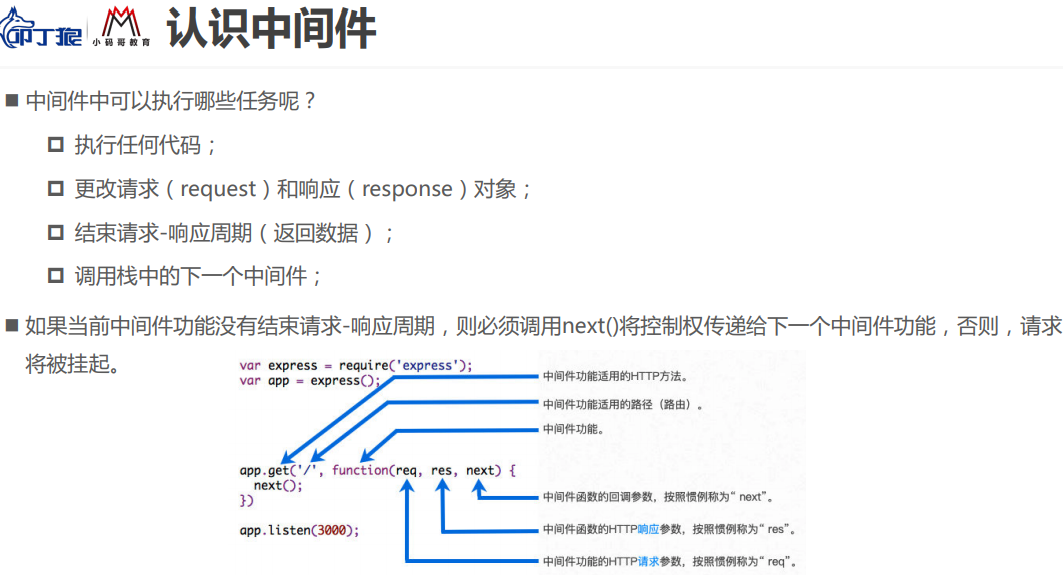 布丁狼
小码哥教育
认识中间件
中间件中可以执行哪些任务呢？
执行任何代码；
更改请求（request）和响应（response）对象；
结束请求-响应周期（返回数据）；
调用栈中的下一个中间件；
如果当前中间件功能没有结束请求-响应周期，则必须调用next()将控制权传递给下一个中间件功能，否则，请求
将被挂起。
var express = require('express');
var app = express();
中间件功能适用的HTTP方法。
中间件功能适用的路径（路由）。
中间件功能。
app.get('/', function(req, res, next) {
next();
})
中间件函数的回调参数，按照惯例称为“ next”。
app.listen(3000);
中间件函数的HTTP响应参数，按照惯例称为“ res”。
中间件功能的HTTP请求参数，按照惯例称为“ req”。